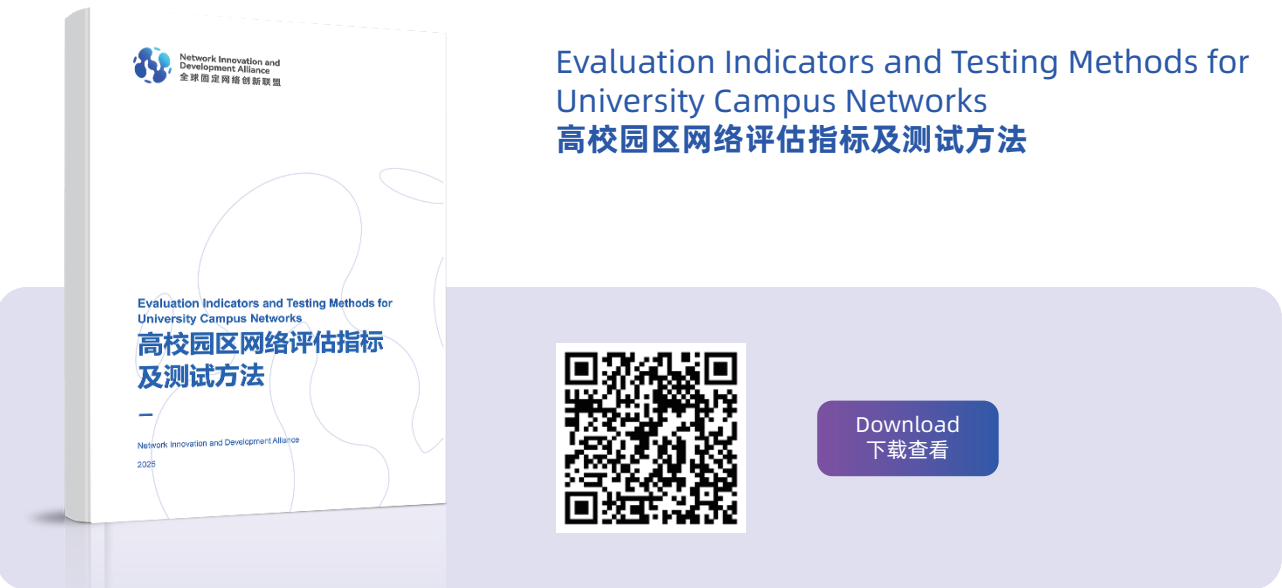 Network Innovation and
Development Alliance
全球固定网络创新联盟
Evaluation Indicators and Testing Methods for
University Campus Networks
高校园区网络评估指标
及测试方法
Network Innovation and Development Alliance
2025
Evaluation Indicators and Testing Methods for
University Campus Networks
高校园区网络评估指标及测试方法
Download
下载查看